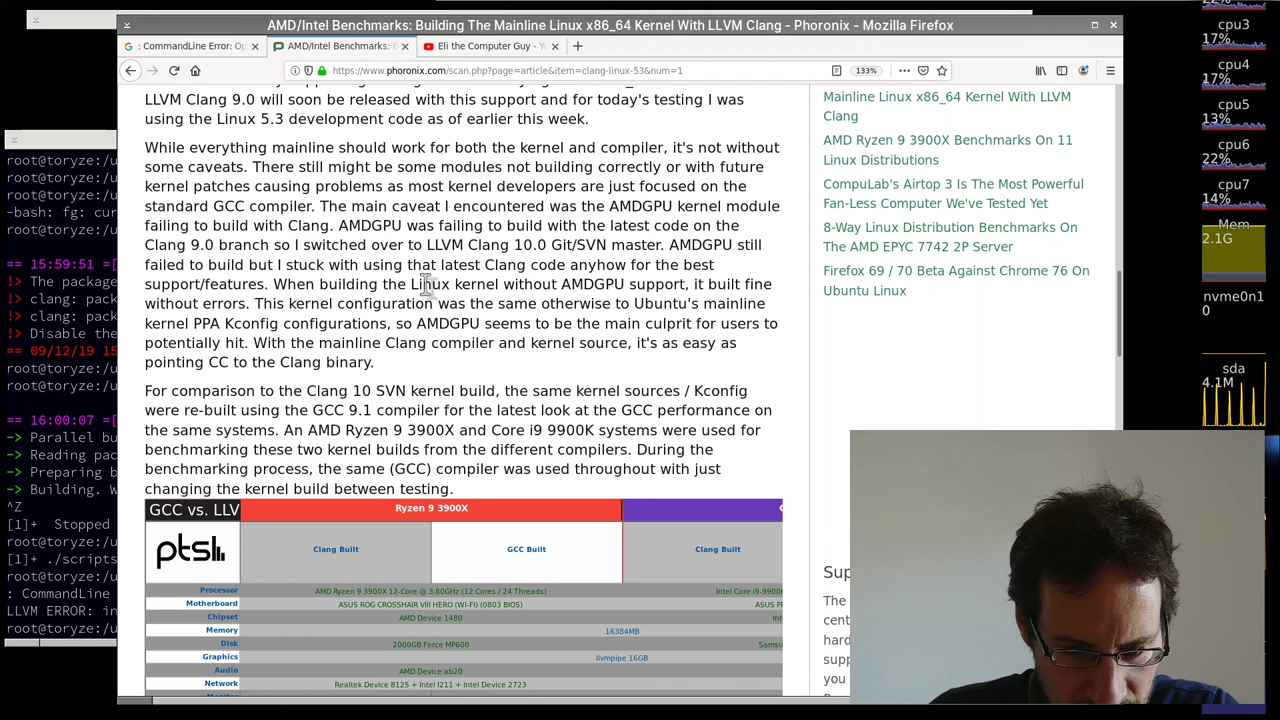 AMD/Intel Benchmarks: Building The Mainline Linux x86_64 Kernel With LLVM Clang - Phoronix - Mozilla Firefox
: CommandLine Error: Op
AMD/Intel Benchmarks: B
Eli the Computer Guy - Y
https://www.phoronix.com/scan.php?page=article&item=clang-linux-53&num=1
133%
LLVM Clang 9.0 will soon be released with this support and for today's testing I was
using the Linux 5.3 development code as of earlier this week.
While everything mainline should work for both the kernel and compiler, it's not without
some caveats. There still might be some modules not building correctly or with future
kernel patches causing problems as most kernel developers are just focused on the
standard GCC compiler. The main caveat I encountered was the AMDGPU kernel module
failing to build with Clang. AMDGPU was failing to build with the latest code on the
Clang 9.0 branch so I switched over to LLVM Clang 10.0 Git/SVN master. AMDGPU still
failed to build but I stuck with using that latest Clang code anyhow for the best
support/features. When building the Linux kernel without AMDGPU support, it built fine
without errors. This kernel configuration was the same otherwise to Ubuntu's mainline
kernel PPA Kconfig configurations, so AMDGPU seems to be the main culprit for users to
potentially hit. With the mainline Clang compiler and kernel source, it's as easy as
pointing CC to the Clang binary.
For comparison to the Clang 10 SVN kernel build, the same kernel sources / Kconfig
were re-built using the GCC 9.1 compiler for the latest look at the GCC performance on
the same systems. An AMD Ryzen 9 3900X and Core i9 9900K systems were used for
benchmarking these two kernel builds from the different compilers. During the
benchmarking process, the same (GCC) compiler was used throughout with just
changing the kernel build between testing.
GCC vs. LLV
Ryzen 9 3900X
C
ptsl
Clang Built
GCC Built
Clang Built
Processor
AMD Ryzen 9 3900X 12-Core @ 3.80GHz (12 Cores / 24 Threads)
Intel Core i9-9900K
Motherboard
ASUS ROG CROSSHAIR VIII HERO (WI-FI) (0803 BIOS)
ASUS P
Chipset
AMD Device 1480
Int
Memory
16384MB
Disk
2000GB Force MP600
Samsu
Graphics
llvmpipe 16GB
Audio
AMD Device ab20
Network
Realtek Device 8125 + Intel I211 + Intel Device 2723
Mainline Linux x86_64 Kernel With LLVM
Clang
AMD Ryzen 9 3900X Benchmarks On 11
Linux Distributions
CompuLab's Airtop 3 Is The Most Powerful
Fan-Less Computer We've Tested Yet
8-Way Linux Distribution Benchmarks On
The AMD EPYC 7742 2P Server
Firefox 69 / 70 Beta Against Chrome 76 On
Ubuntu Linux
Sup
The
cent
hard
supp
you
root@toryze:/u
root@toryze:/u
root@toryze:/u
-bash: fg: cur
root@toryze:/u
== 15:59:51 =[
!> The package
!> clang: pack
!> clang: pack
!> Disable the
== 09/12/19 15
root@toryze:/u
root@toryze:/u
== 16:00:07 =[
-> Parallel bu
-> Reading pac
-> Preparing b
-> Building. W
^Z
[1]+ Stopped
root@toryze:/u
[1]+ ./scripts
root@toryze:/u
: CommandLine
LLVM ERROR: in
root@toryze:/u
cpu3
17%
cpu4
17%
cpu5
13%
cpu6
22%
cpu7
14%
Mem
2.1G
nvme0n1
0
sda
4.1M